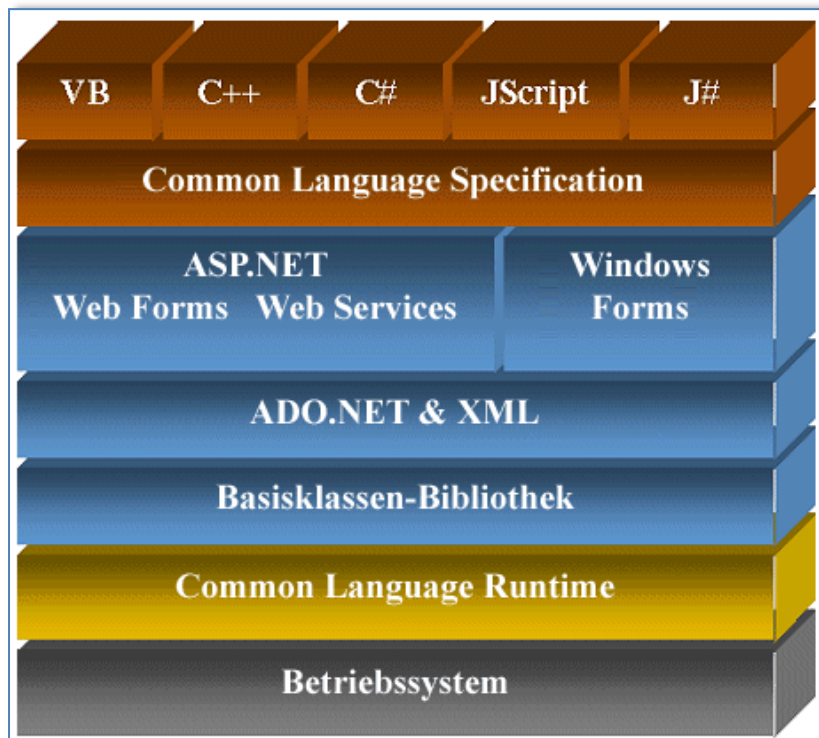 VB C++ C# JScript J#
Common Language Specification
ASP.NET Windows
Web Forms Web Services Forms
ADO.NET & XML
Basisklassen-Bibliothek
Common Language Runtime
Betriebssystem